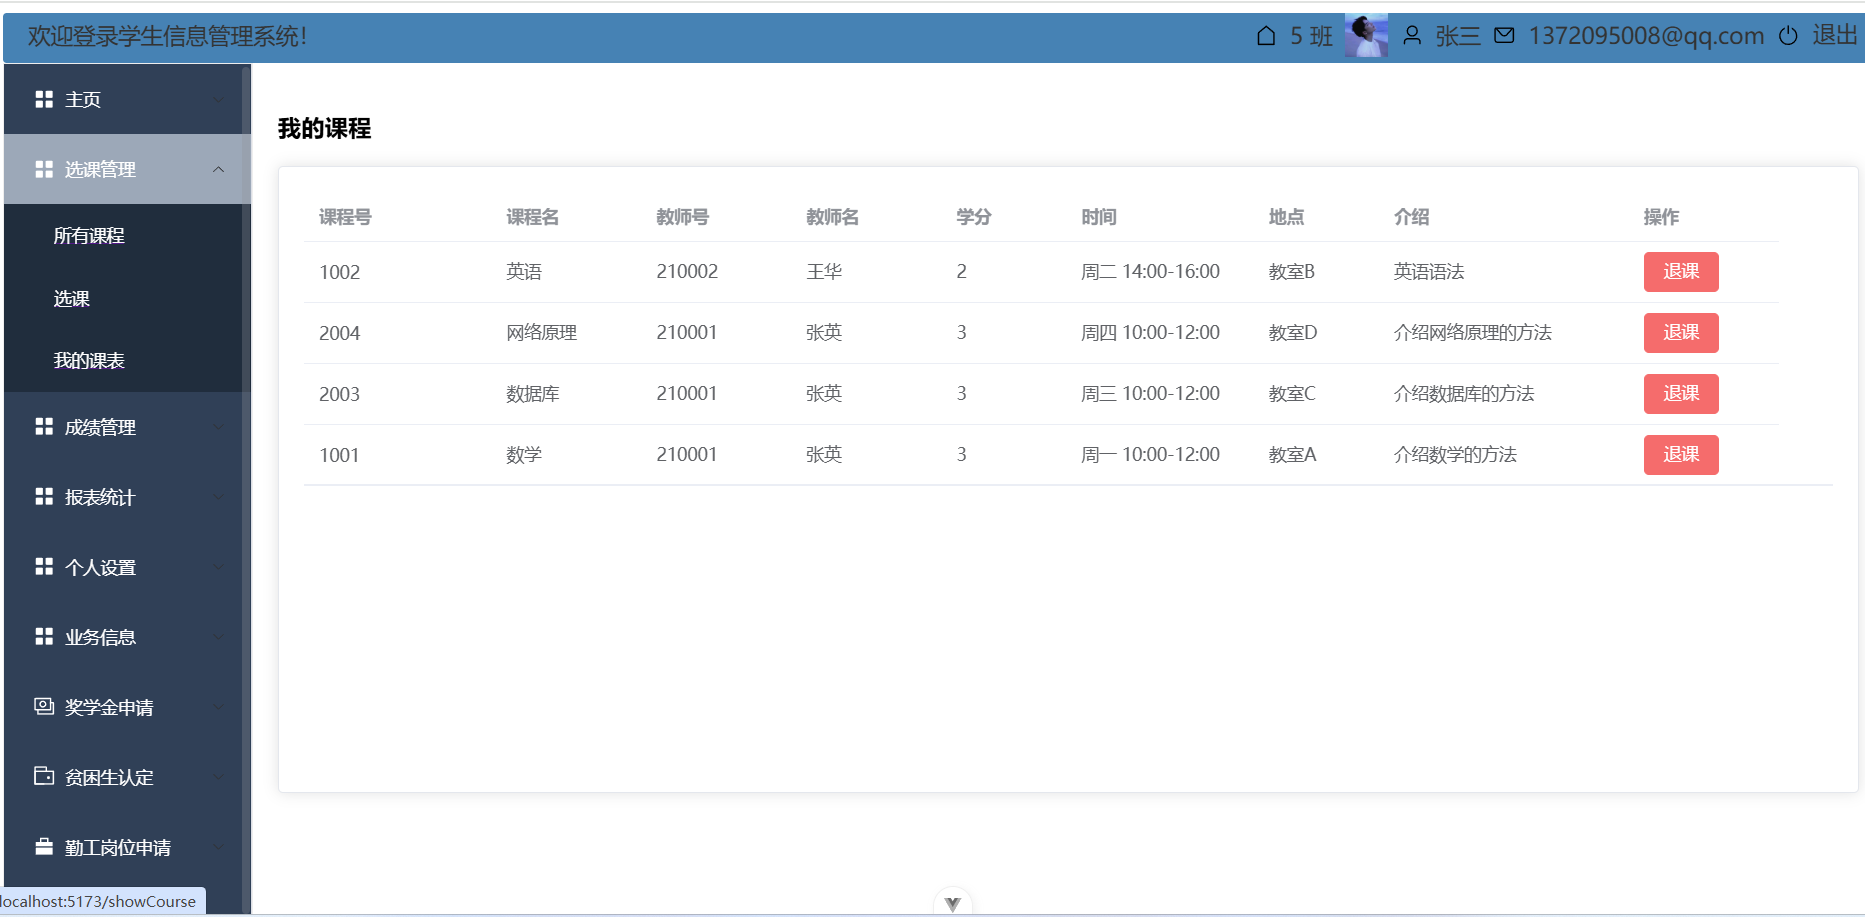 欢迎登录学生信息管理系统！ 5 班 张三 1372095008@qq.com 退出
主页
选课管理
所有课程
选课
我的课表
成绩管理
报表统计
个人设置
业务信息
奖学金申请
贫困生认定
勤工岗位申请
我的课程
课程号 课程名 教师号 教师名 学分 时间 地点 介绍 操作
1002 英语 210002 王华 2 周二 14:00-16:00 教室B 英语语法 退课
2004 网络原理 210001 张英 3 周四 10:00-12:00 教室D 介绍网络原理的方法 退课
2003 数据库 210001 张英 3 周三 10:00-12:00 教室C 介绍数据库的方法 退课
1001 数学 210001 张英 3 周一 10:00-12:00 教室A 介绍数学的方法 退课
localhost:5173/showCourse